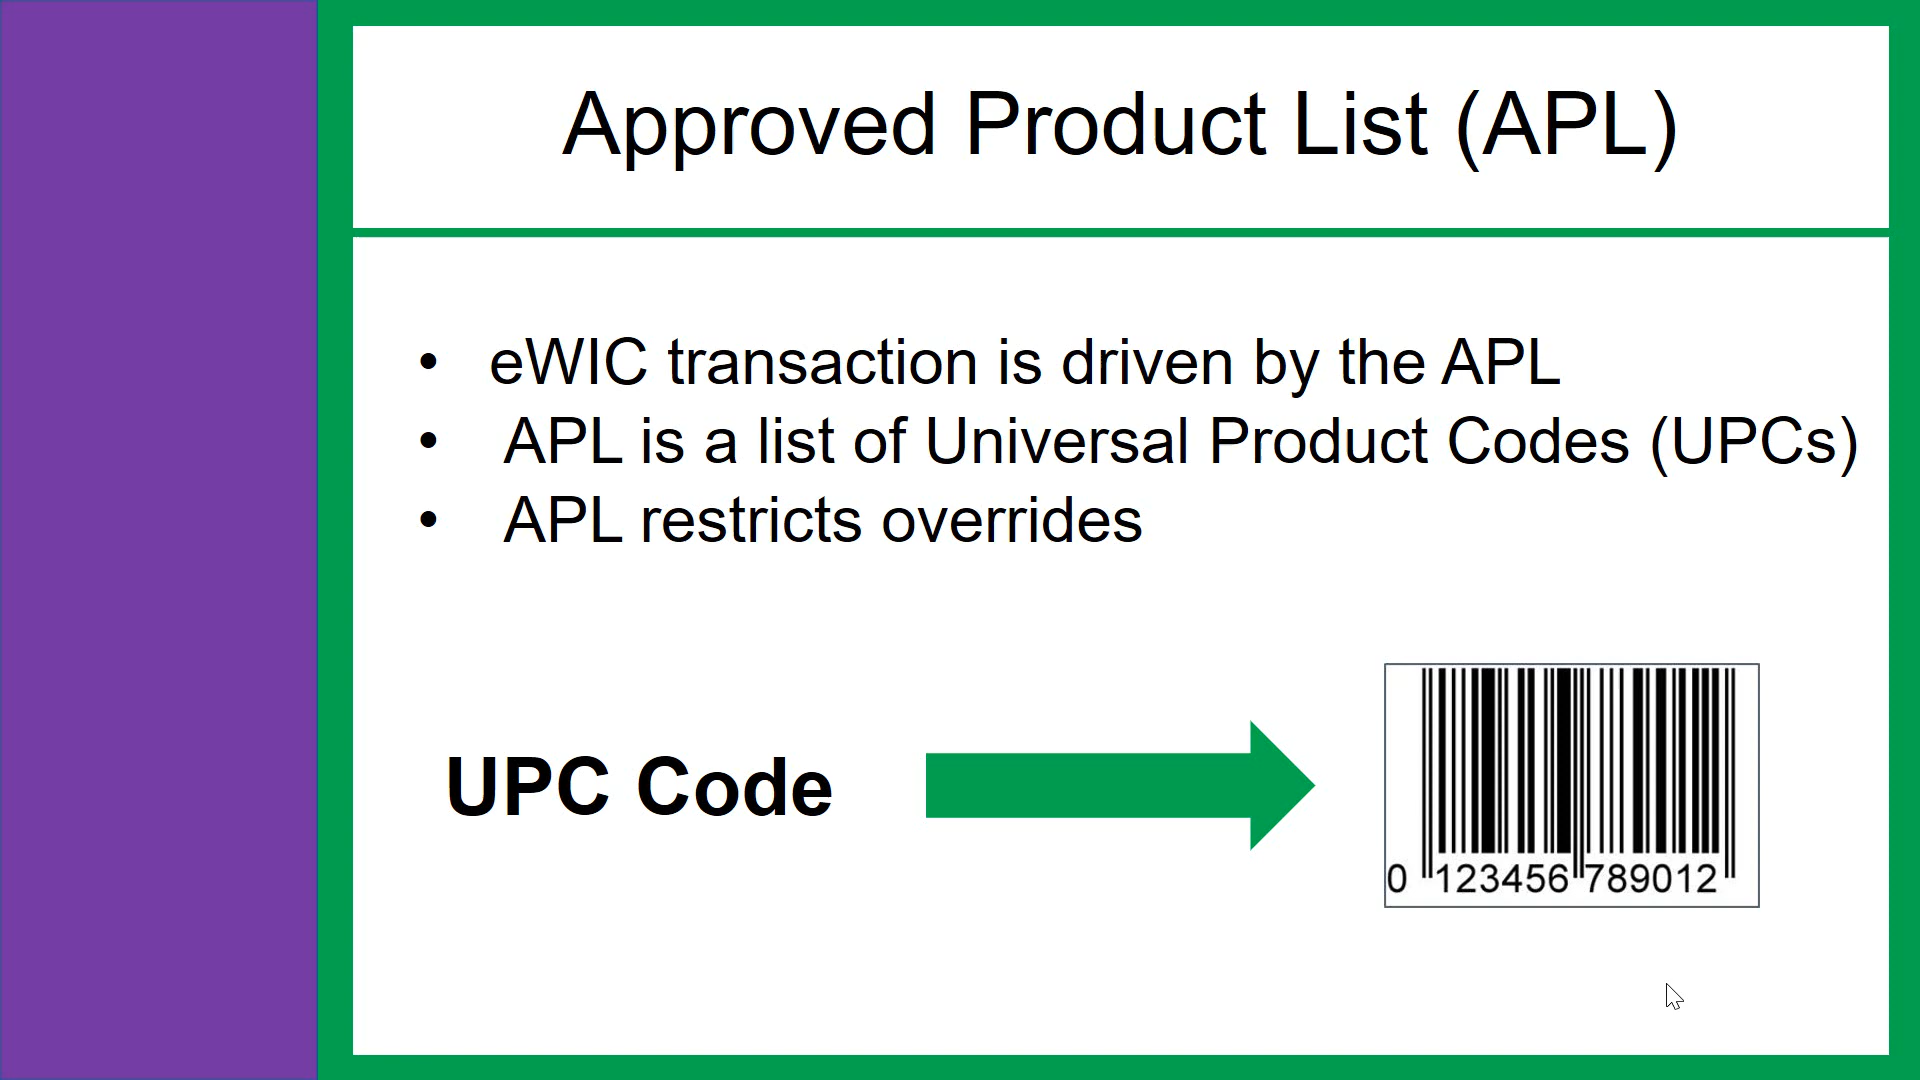 Approved Product List (APL)
• eWIC transaction is driven by the APL
• APL is a list of Universal Product Codes (UPCs)
• APL restricts overrides
UPC Code
0 123456 789012